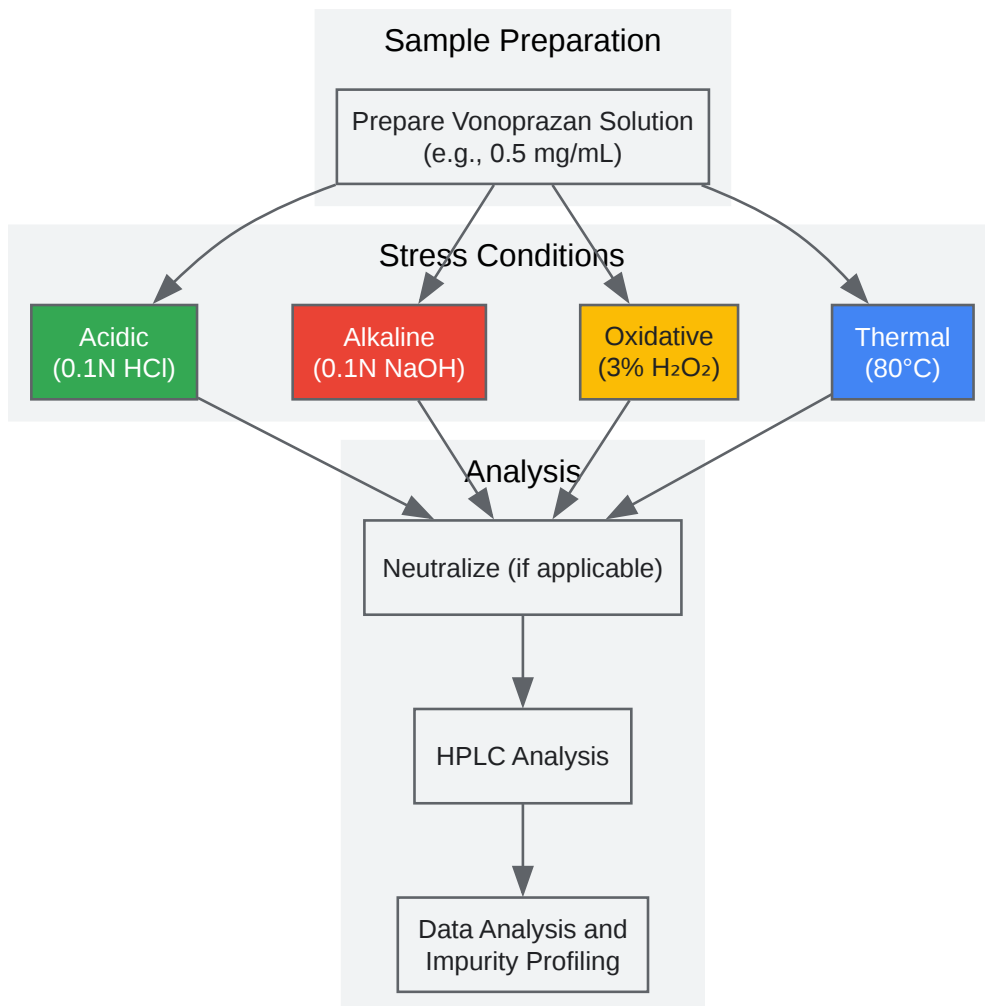 Sample Preparation
Prepare Vonoprazan Solution
(e.g., 0.5 mg/mL)
Stress Conditions
Acidic
(0.1N HCl)
Alkaline
(0.1N NaOH)
Oxidative
(3% H₂O₂)
Thermal
(80°C)
Analysis
Neutralize (if applicable)
HPLC Analysis
Data Analysis and
Impurity Profiling